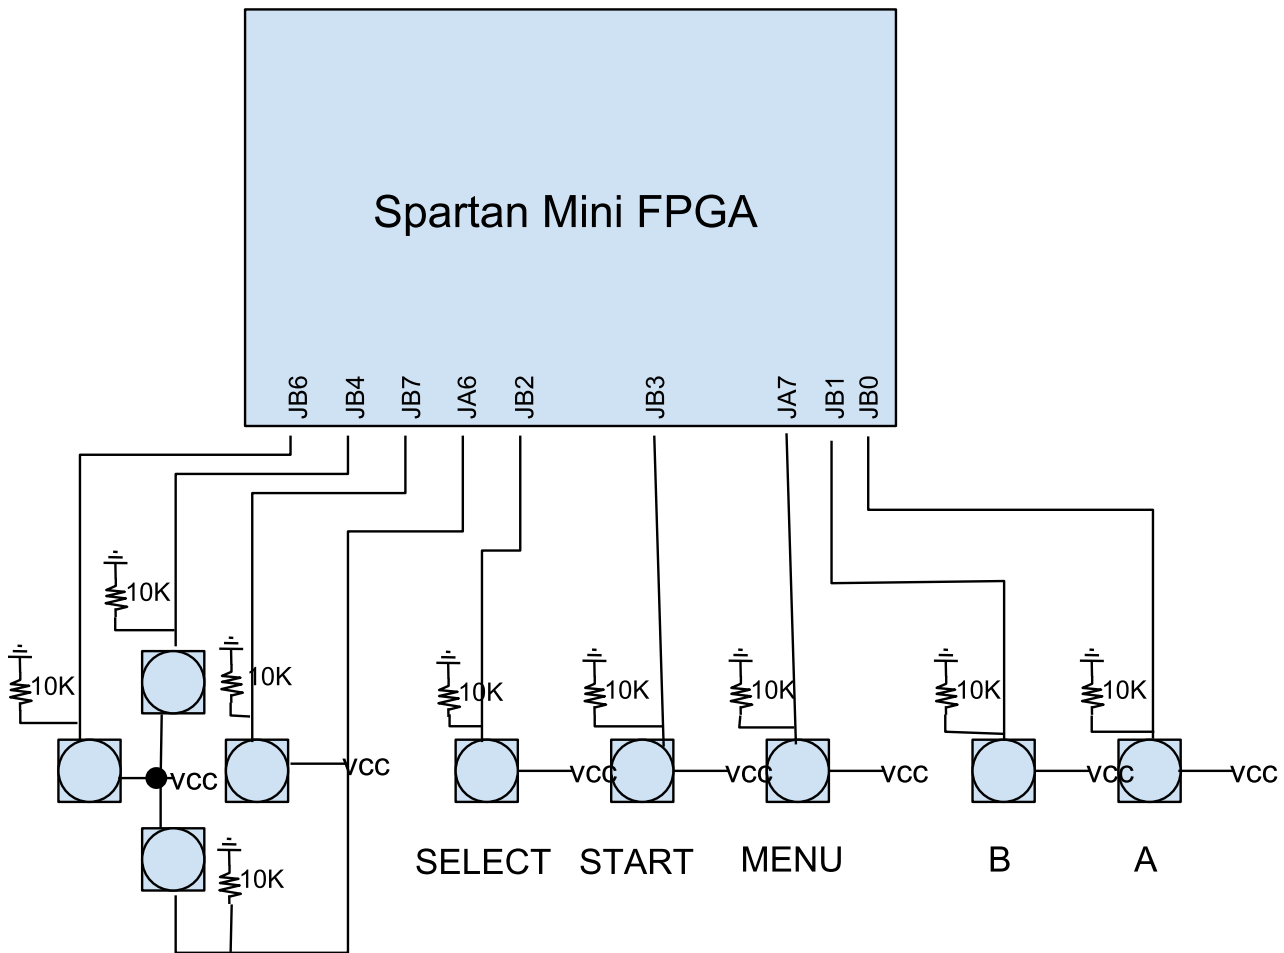 Spartan Mini FPGA
JB6
JB4
JB7
JA6
JB2
JB3
JA7
JB1
JB0
10K
10K
10K
10K
10K
10K
10K
10K
VCC
VCC
VCC
VCC
VCC
VCC
VCC
10K
SELECT
START
MENU
B
A